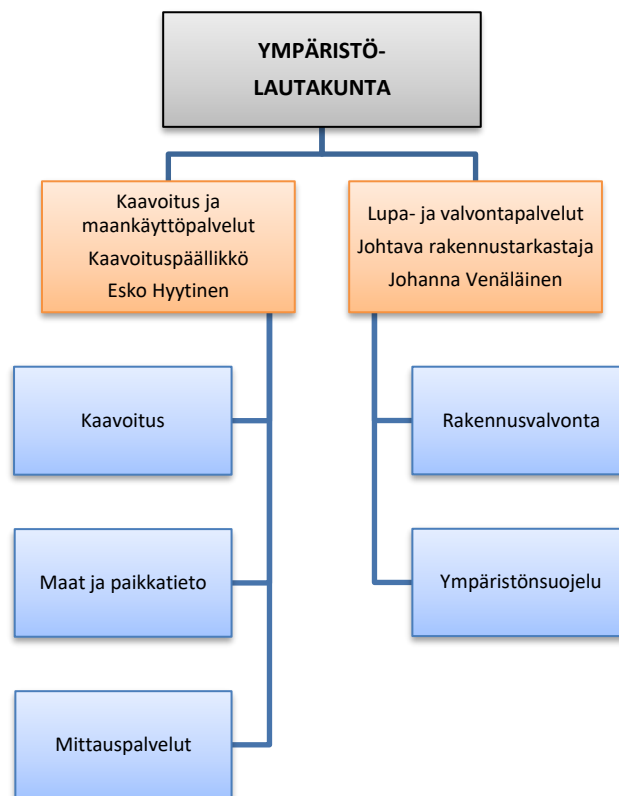 YMPÄRISTÖ-
LAUTAKUNTA
Kaavoitus ja
maankäyttöpalvelut
Kaavoituspäällikkö
Esko Hyytinen
Lupa- ja valvontapalvelut
Johtava rakennustarkastaja
Johanna Venäläinen
Kaavoitus
Rakennusvalvonta
Maat ja paikkatieto
Ympäristönsuojelu
Mittauspalvelut